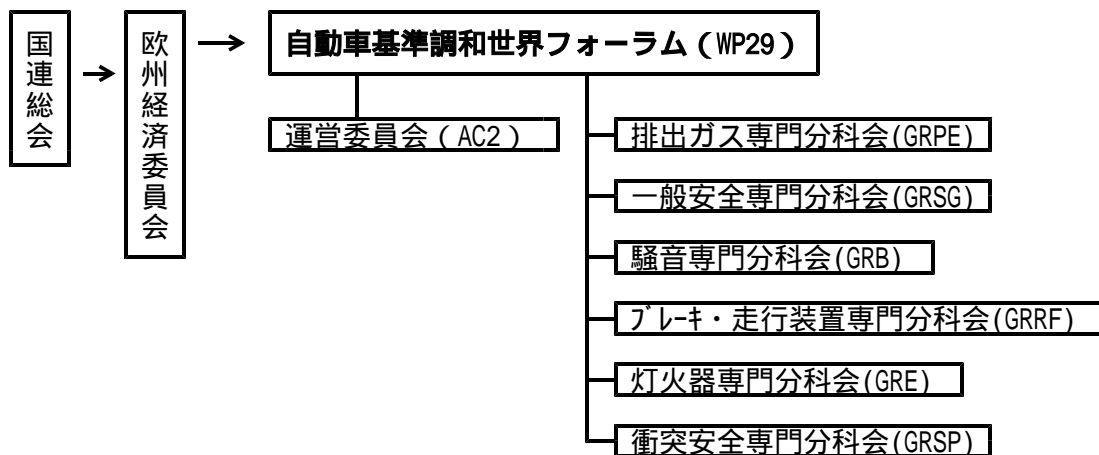 国連総会
欧州経済委員会
自動車基準調和世界フォーラム（WP29）
運営委員会（AC2）
排出ガス専門分科会(GRPE)
一般安全専門分科会(GRSG)
騒音専門分科会(GRB)
ﾌﾞﾚｰｷ・走行装置専門分科会(GRRF)
灯火器専門分科会(GRE)
衝突安全専門分科会(GRSP)